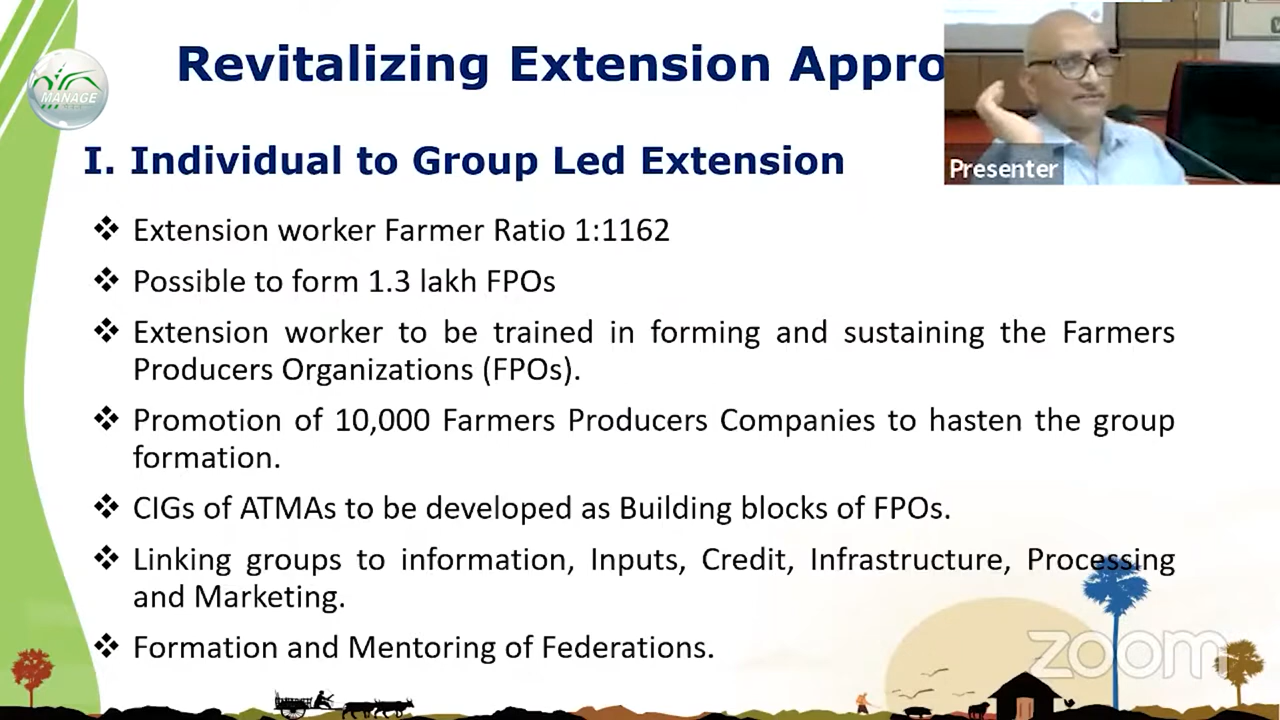 Revitalizing Extension Appro
MANAGE
Presenter
I. Individual to Group Led Extension
❖ Extension worker Farmer Ratio 1:1162
❖ Possible to form 1.3 lakh FPOs
❖ Extension worker to be trained in forming and sustaining the Farmers
Producers Organizations (FPOs).
❖ Promotion of 10,000 Farmers Producers Companies to hasten the group
formation.
❖ CIGs of ATMAs to be developed as Building blocks of FPOs.
❖ Linking groups to information, Inputs, Credit, Infrastructure, Processing
and Marketing.
❖ Formation and Mentoring of Federations.
zoom